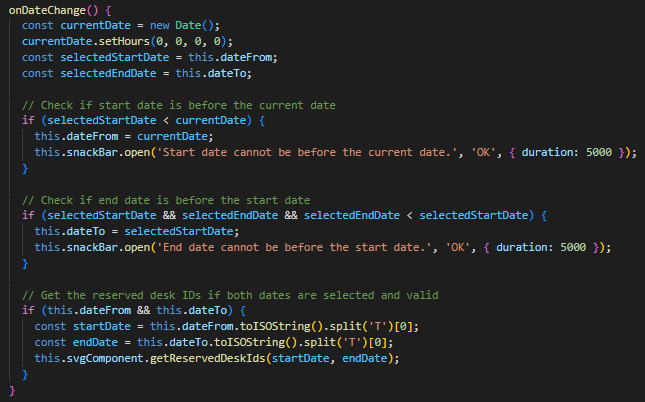 onDateChange() {
  const currentDate = new Date();
  currentDate.setHours(0, 0, 0, 0);
  const selectedStartDate = this.dateFrom;
  const selectedEndDate = this.dateTo;

  // Check if start date is before the current date
  if (selectedStartDate < currentDate) {
    this.dateFrom = currentDate;
    this.snackBar.open('Start date cannot be before the current date.', 'OK', { duration: 5000 });
  }

  // Check if end date is before the start date
  if (selectedStartDate && selectedEndDate && selectedEndDate < selectedStartDate) {
    this.dateTo = selectedStartDate;
    this.snackBar.open('End date cannot be before the start date.', 'OK', { duration: 5000 });
  }

  // Get the reserved desk IDs if both dates are selected and valid
  if (this.dateFrom && this.dateTo) {
    const startDate = this.dateFrom.toISOString().split('T')[0];
    const endDate = this.dateTo.toISOString().split('T')[0];
    this.svgComponent.getReservedDeskIds(startDate, endDate);
  }
}